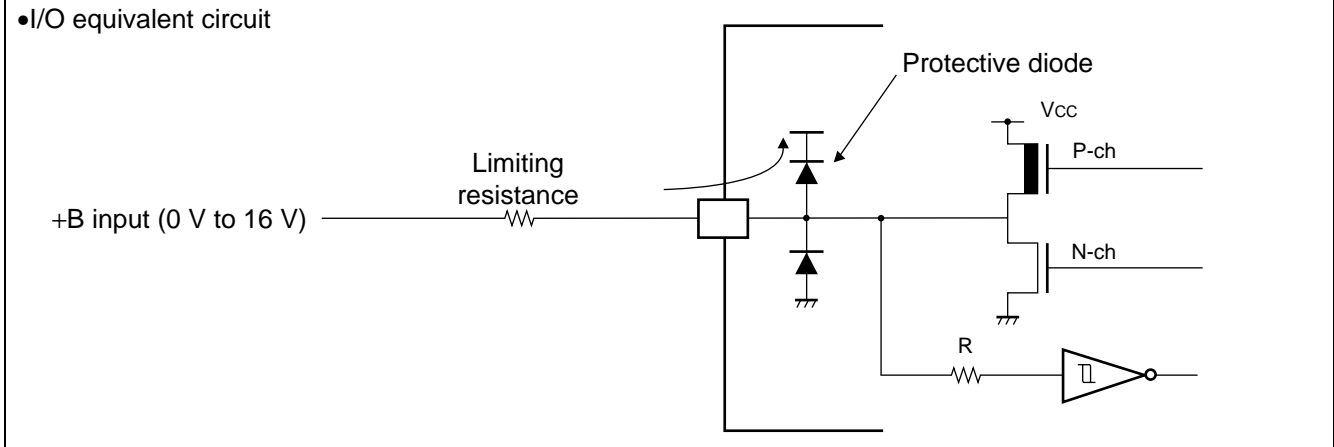 •I/O equivalent circuit
Protective diode
VCC
P-ch
Limiting
resistance
+B input (0 V to 16 V)
N-ch
R